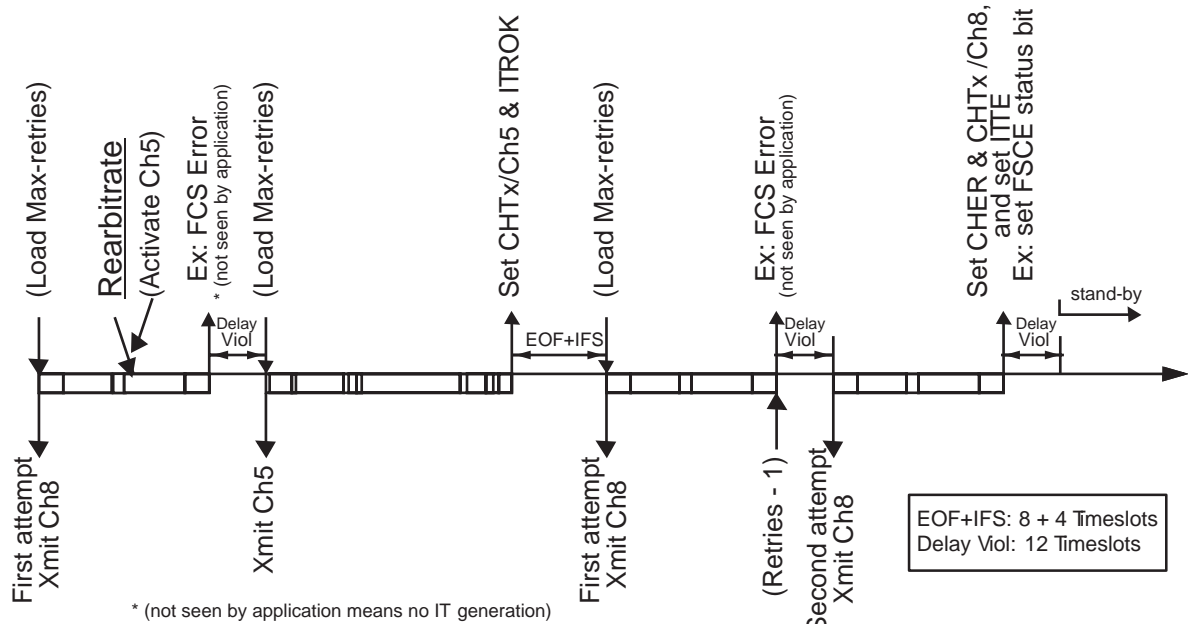 (Load Max-retries)
Rearbitrate
(Activate Ch5)
Ex: FCS Error
* (not seen by application)
(Load Max-retries)
Set CHTx/Ch5 & ITROK
(Load Max-retries)
Ex: FCS Error
(not seen by application)
Set CHER & CHTx /Ch8,
and set ITTE
Ex: set FSCE status bit
stand-by
Delay
Viol
EOF+IFS
Delay
Viol
Delay
Viol
First attempt
Xmit Ch8
Xmit Ch5
First attempt
Xmit Ch8
(Retries - 1)
Second attempt
Xmit Ch8
EOF+IFS: 8 + 4 Timeslots
Delay Viol: 12 Timeslots
* (not seen by application means no IT generation)